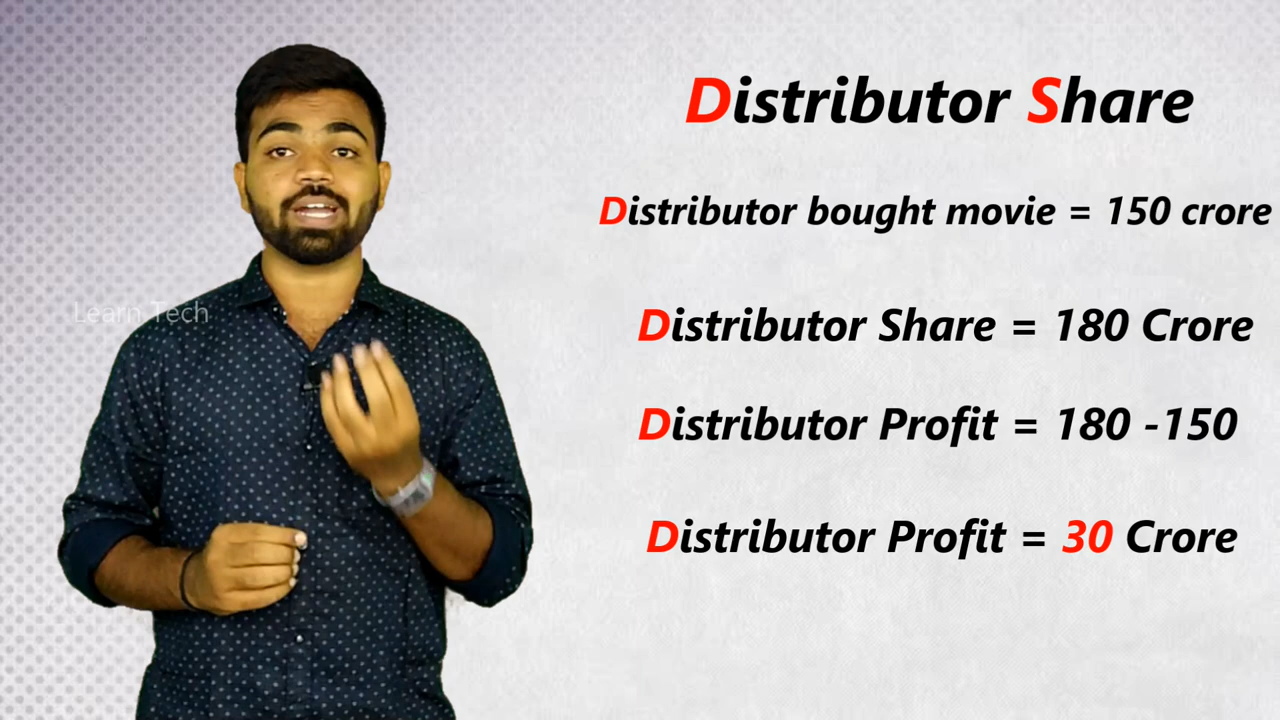 Distributor Share
Distributor bought movie = 150 crore
Learn Tech
Distributor Share = 180 Crore
Distributor Profit = 180 -150
Distributor Profit = 30 Crore